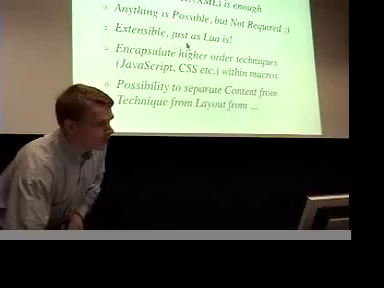 XML) is enough
Anything is Possible, but Not Required :)
Extensible, just as Lua is!
Encapsulate higher order techniques
(JavaScript, CSS etc.) within macros
Possibility to separate Content from
Technique from Layout from ...